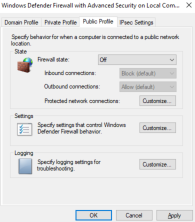 Windows Defender Firewall with Advanced Security on Local Com...
Domain Profile Private Profile Public Profile IPsec Settings
Specify behavior for when a computer is connected to a public network
location.
State
Firewall state: Off
Inbound connections: Block (default)
Outbound connections: Allow (default)
Protected network connections: Customize...
Settings
Specify settings that control Windows
Defender Firewall behavior.
Customize...
Logging
Specify logging settings for
troubleshooting.
Customize...
OK Cancel Apply